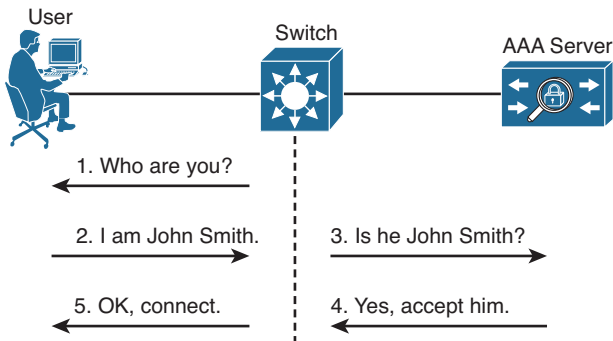 User
Switch
AAA Server
1. Who are you?
2. I am John Smith.
3. Is he John Smith?
5. OK, connect.
4. Yes, accept him.